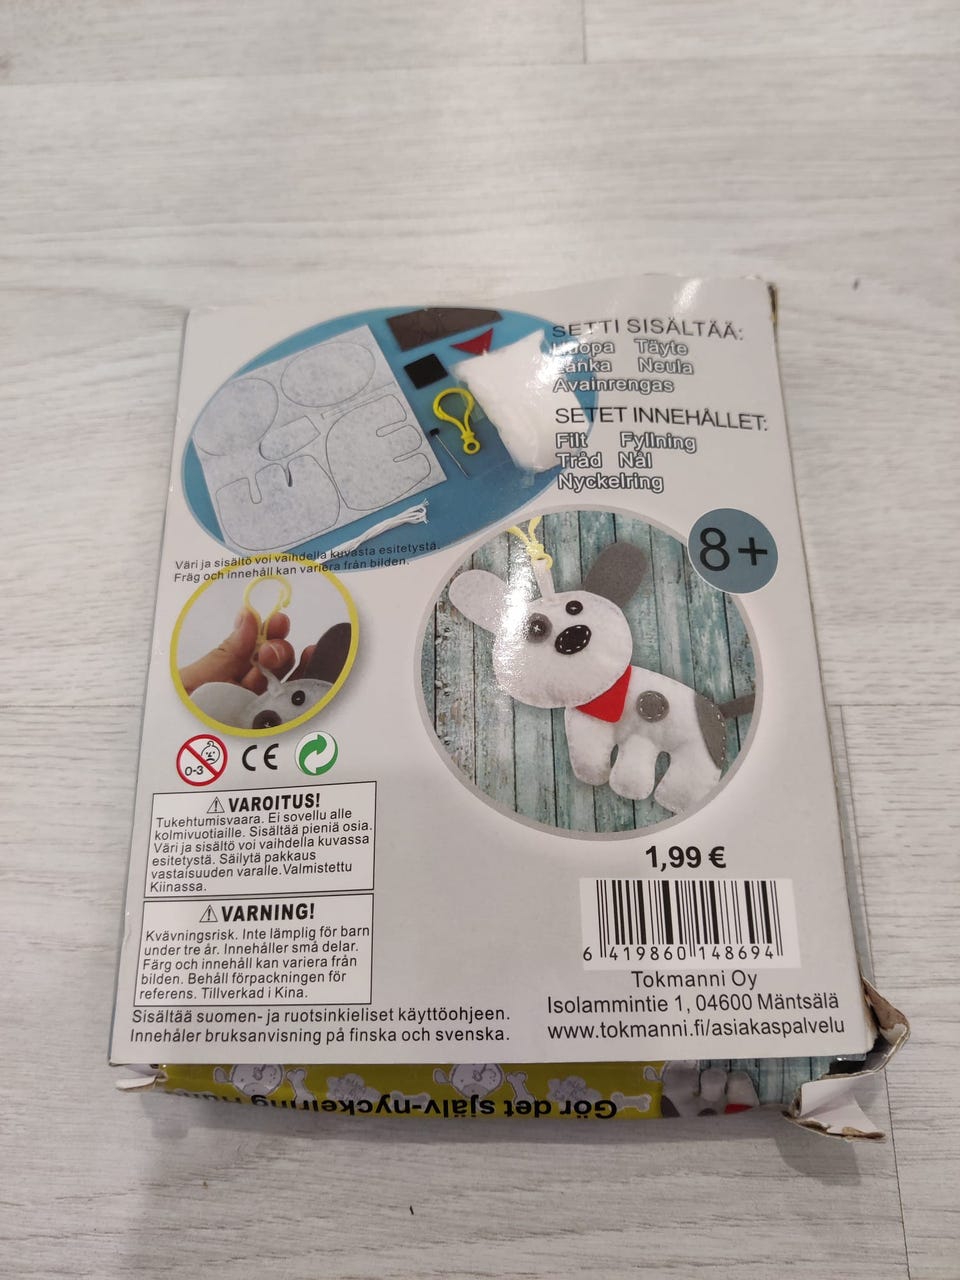 SETTI SISÄLTÄÄ:
Huopa Täyte
Lanka Neula
Avainrengas
SETET INNEHÅLLET:
Filt Fyllning
Tråd Nål
Nyckelring
8+
Väri ja sisältö voi vaihdella kuvasta esitetystä.
Fräg och innehåll kan variera från bilden.
0-3
CE
VAROITUS!
Tukehtumisvaara. Ei sovellu alle
kolmivuotiaille. Sisältää pieniä osia.
Väri ja sisältö voi vaihdella kuvassa
esitetystä. Säilytä pakkaus
vastaisuuden varalle.Valmistettu
Kiinassa.
VARNING!
Kvävningsrisk. Inte lämplig för barn
under tre år. Innehåller små delar.
Färg och innehåll kan variera från
bilden. Behåll förpackningen för
referens. Tillverkad i Kina.
Sisältää suomen- ja ruotsinkieliset käyttöohjeen.
Innehåler bruksanvisning på finska och svenska.
1,99 €
6 419860 148694
Tokmanni Oy
Isolammintie 1, 04600 Mäntsälä
www.tokmanni.fi/asiakaspalvelu
Gör det själv-nyckelring